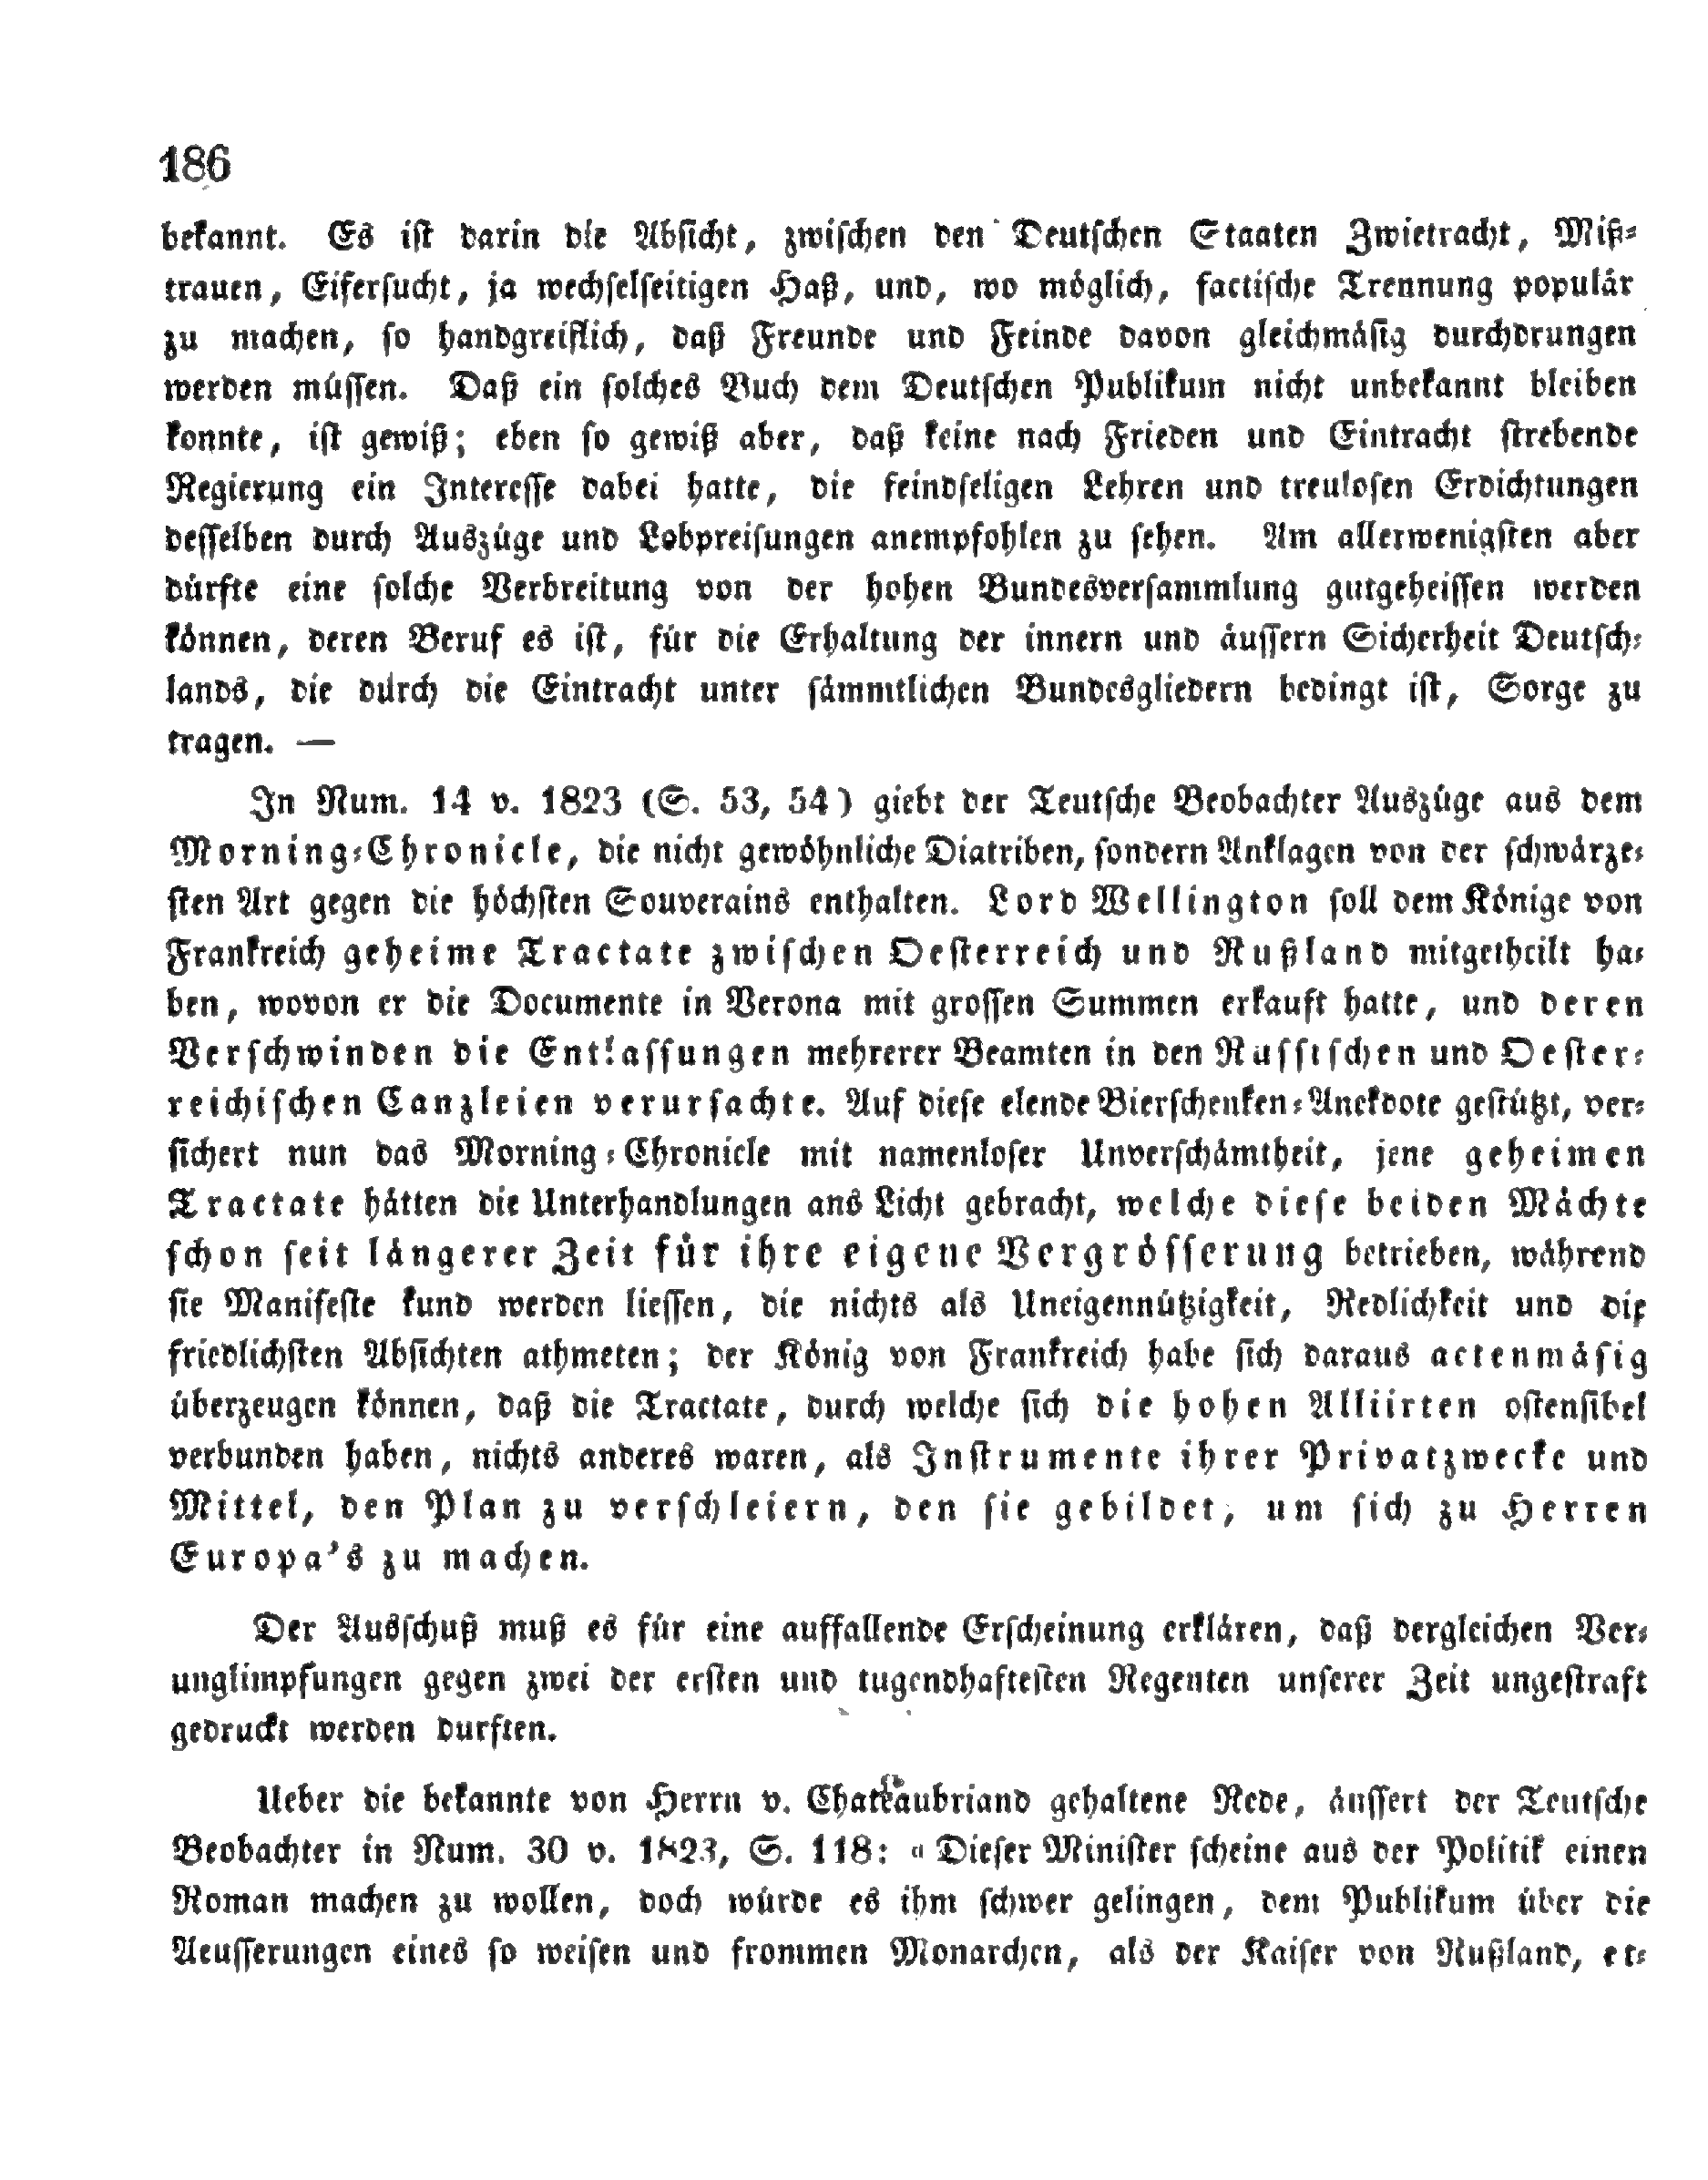 186
bekannt. Es ist darin die Absicht, zwischen den Deutschen Staaten Zwietracht, Miß-
trauen, Eifersucht, ja wechselseitigen Haß, und, wo möglich, factische Trennung populär
zu machen, so handgreiflich, daß Freunde und Feinde davon gleichmäsig durchdrungen
werden müssen. Daß ein solches Buch dem Deutschen Publikum nicht unbekannt bleiben
konnte, ist gewiß; eben so gewiß aber, daß keine nach Frieden und Eintracht strebende
Regierung ein Interesse dabei hatte, die feindseligen Lehren und treulosen Erdichtungen
desselben durch Auszüge und Lobpreisungen anempfohlen zu sehen. Am allerwenigsten aber
dürfte eine solche Verbreitung von der hohen Bundesversammlung gutgeheissen werden
können, deren Beruf es ist, für die Erhaltung der innern und äussern Sicherheit Deutsch-
lands, die durch die Eintracht unter sämmtlichen Bundesgliedern bedingt ist, Sorge zu
tragen. —
In Num. 14 v. 1823 (S. 53, 54) giebt der Teutsche Beobachter Auszüge aus dem
Morning-Chronicle, die nicht gewöhnliche Diatriben, sondern Anklagen von der schwärze-
sten Art gegen die höchsten Souverains enthalten. Lord Wellington soll dem Könige von
Frankreich geheime Tractate zwischen Oesterreich und Rußland mitgetheilt ha-
ben, wovon er die Documente in Verona mit grossen Summen erkauft hatte, und deren
Verschwinden die Entlassungen mehrerer Beamten in den Russischen und Oester-
reichischen Canzleien verursachte. Auf diese elende Bierschenken-Anekdote gestützt, ver-
sichert nun das Morning-Chronicle mit namenloser Unverschämtheit, jene geheimen
Tractate hätten die Unterhandlungen ans Licht gebracht, welche diese beiden Mächte
schon seit längerer Zeit für ihre eigene Vergrösserung betrieben, während
sie Manifeste kund werden liessen, die nichts als Uneigennützigkeit, Redlichkeit und die
friedlichsten Absichten athmeten; der König von Frankreich habe sich daraus actenmäsig
überzeugen können, daß die Tractate, durch welche sich die hohen Alliirten ostensibel
verbunden haben, nichts anderes waren, als Instrumente ihrer Privatzwecke und
Mittel, den Plan zu verschleiern, den sie gebildet, um sich zu Herren
Europa's zu machen.
Der Ausschuß muß es für eine auffallende Erscheinung erklären, daß dergleichen Ver-
unglimpfungen gegen zwei der ersten und tugendhaftesten Regenten unserer Zeit ungestraft
gedruckt werden durften.
Ueber die bekannte von Herrn v. Chateaubriand gehaltene Rede, äussert der Teutsche
Beobachter in Num. 30 v. 1823, S. 118: „Dieser Minister scheine aus der Politik einen
Roman machen zu wollen, doch würde es ihm schwer gelingen, dem Publikum über die
Aeusserungen eines so weisen und frommen Monarchen, als der Kaiser von Rußland, et-